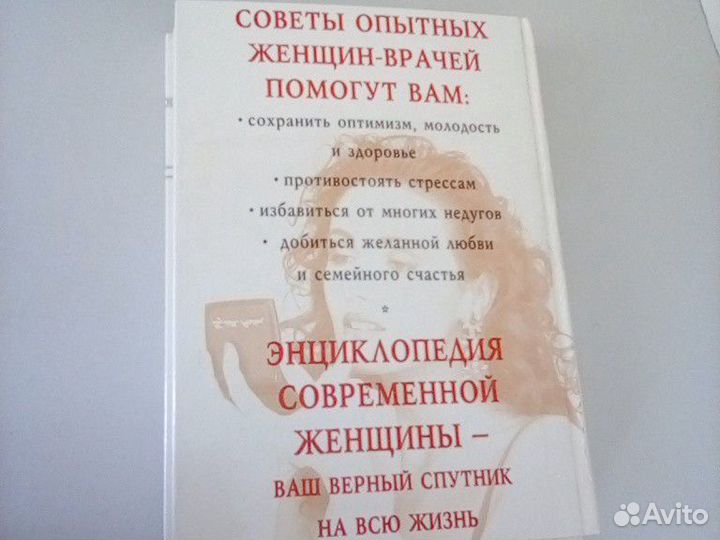 СОВЕТЫ ОПЫТНЫХ
ЖЕНЩИН-ВРАЧЕЙ
ПОМОГУТ ВАМ:
• сохранить оптимизм, молодость
и здоровье
• противостоять стрессам
• избавиться от многих недугов
• добиться желанной любви
и семейного счастья
*
ЭНЦИКЛОПЕДИЯ
СОВРЕМЕННОЙ
ЖЕНЩИНЫ –
ВАШ ВЕРНЫЙ СПУТНИК
НА ВСЮ ЖИЗНЬ
Avito